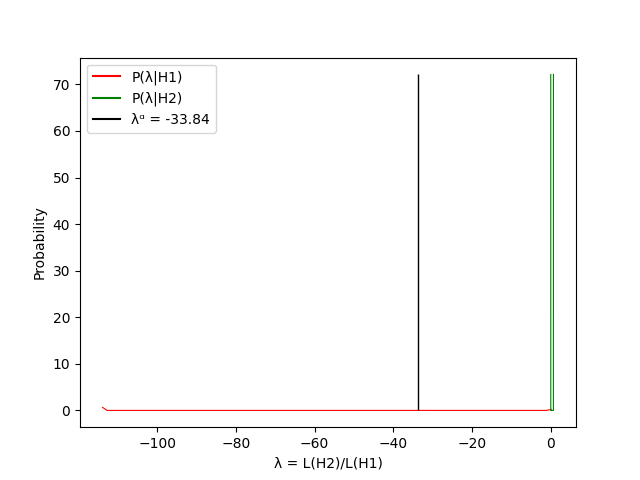 70
60
50
40
30
20
10
0
Probability
P(λ|H1)
P(λ|H2)
λᵅ = -33.84
−100
−80
−60
−40
−20
0
λ = L(H2)/L(H1)